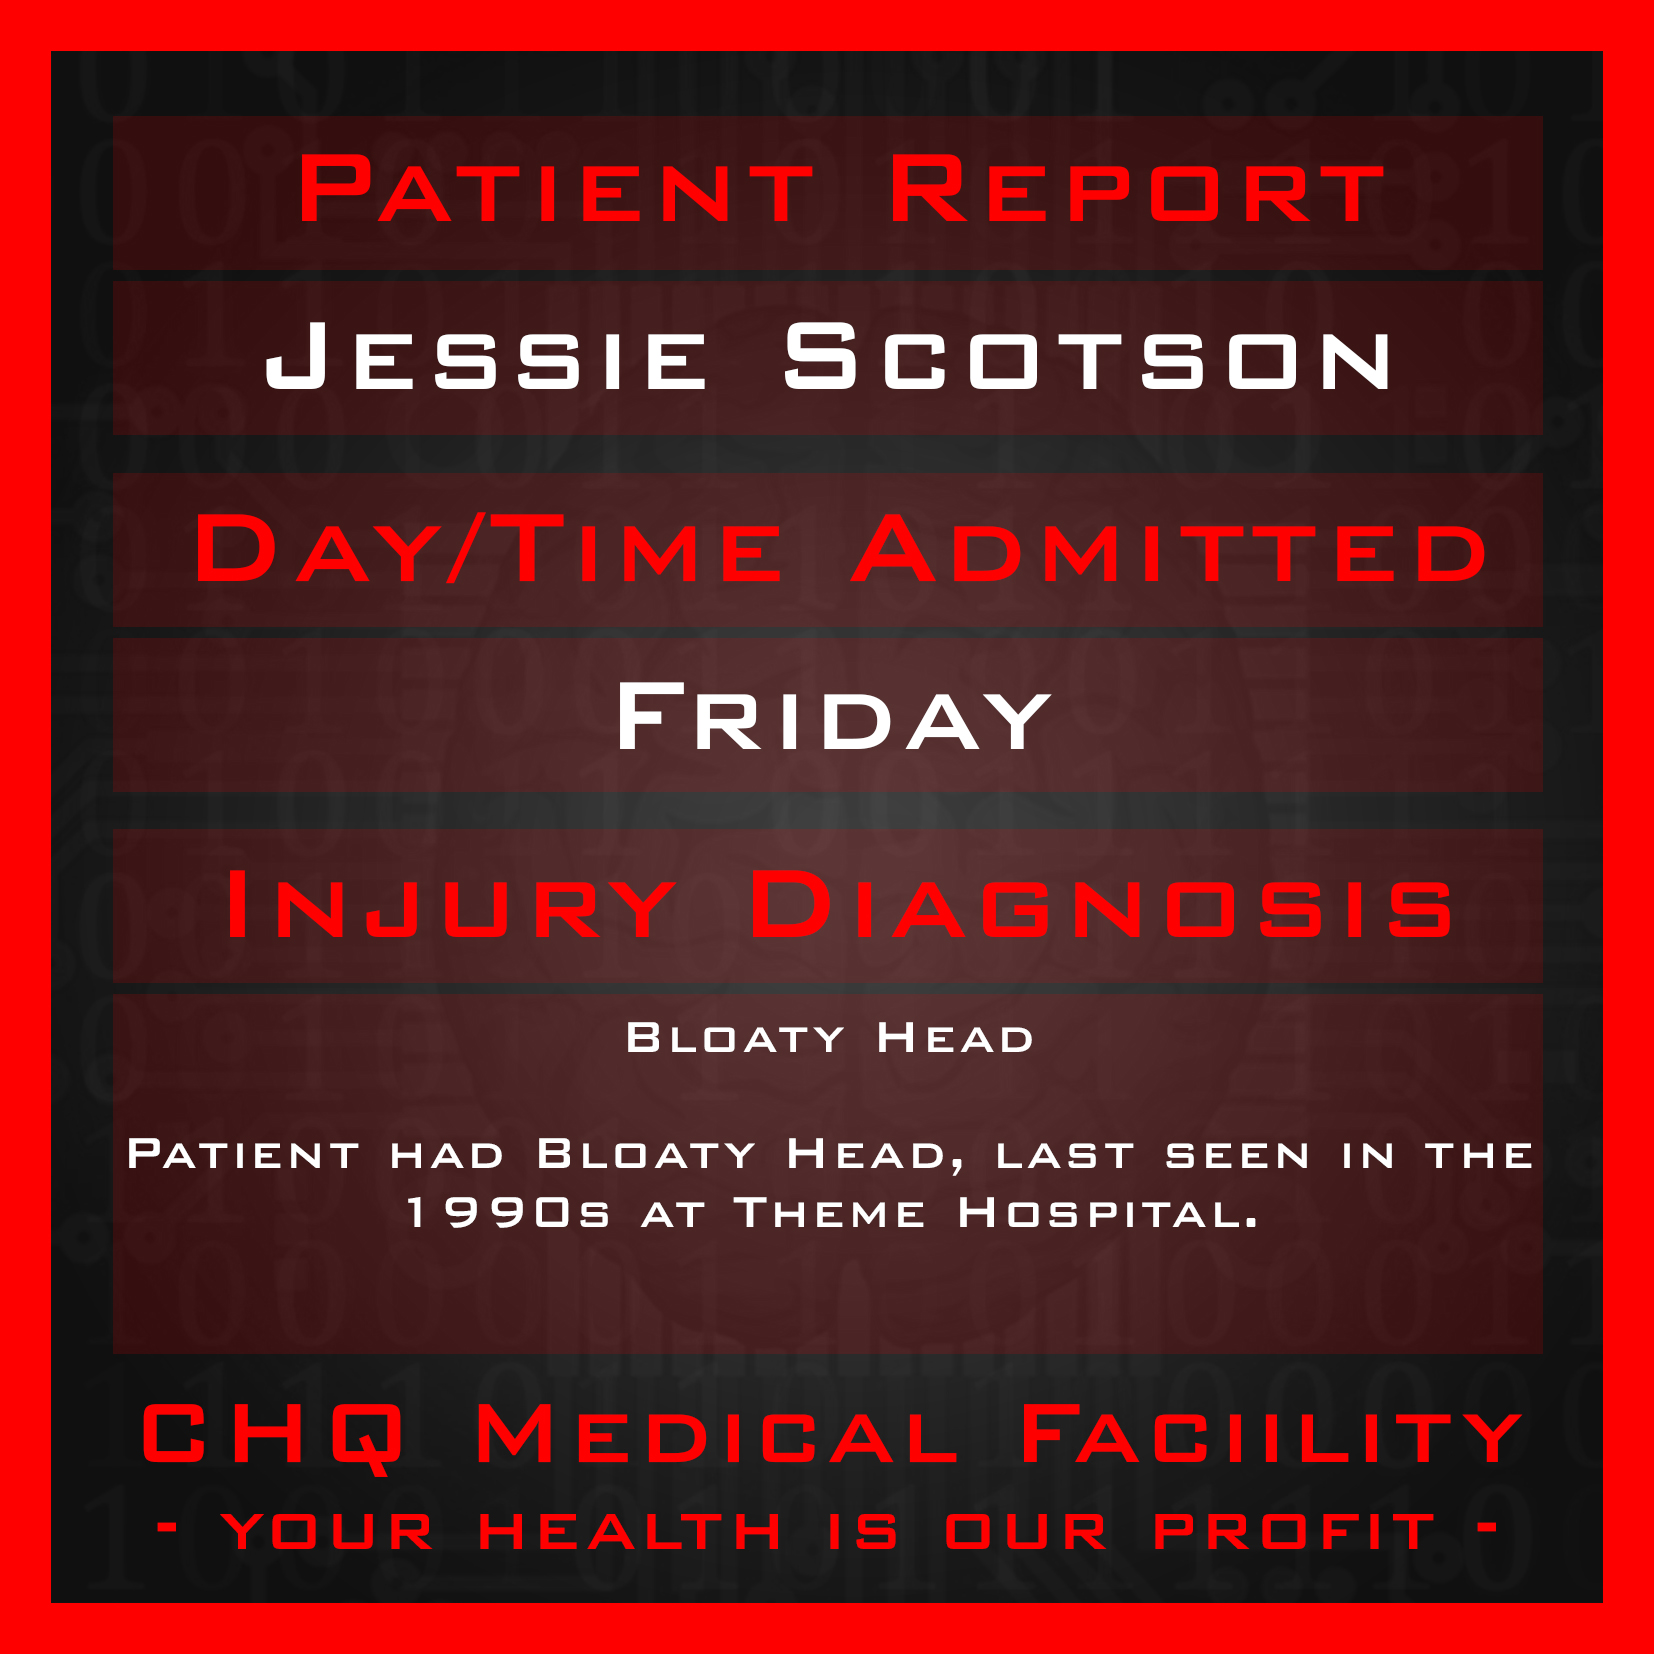 Patient Report
Jessie Scotson
Day/Time Admitted
Friday
Injury Diagnosis
Bloaty Head
Patient had Bloaty Head, last seen in the
1990s at Theme Hospital.
CHQ Medical Faciility
- your health is our profit -